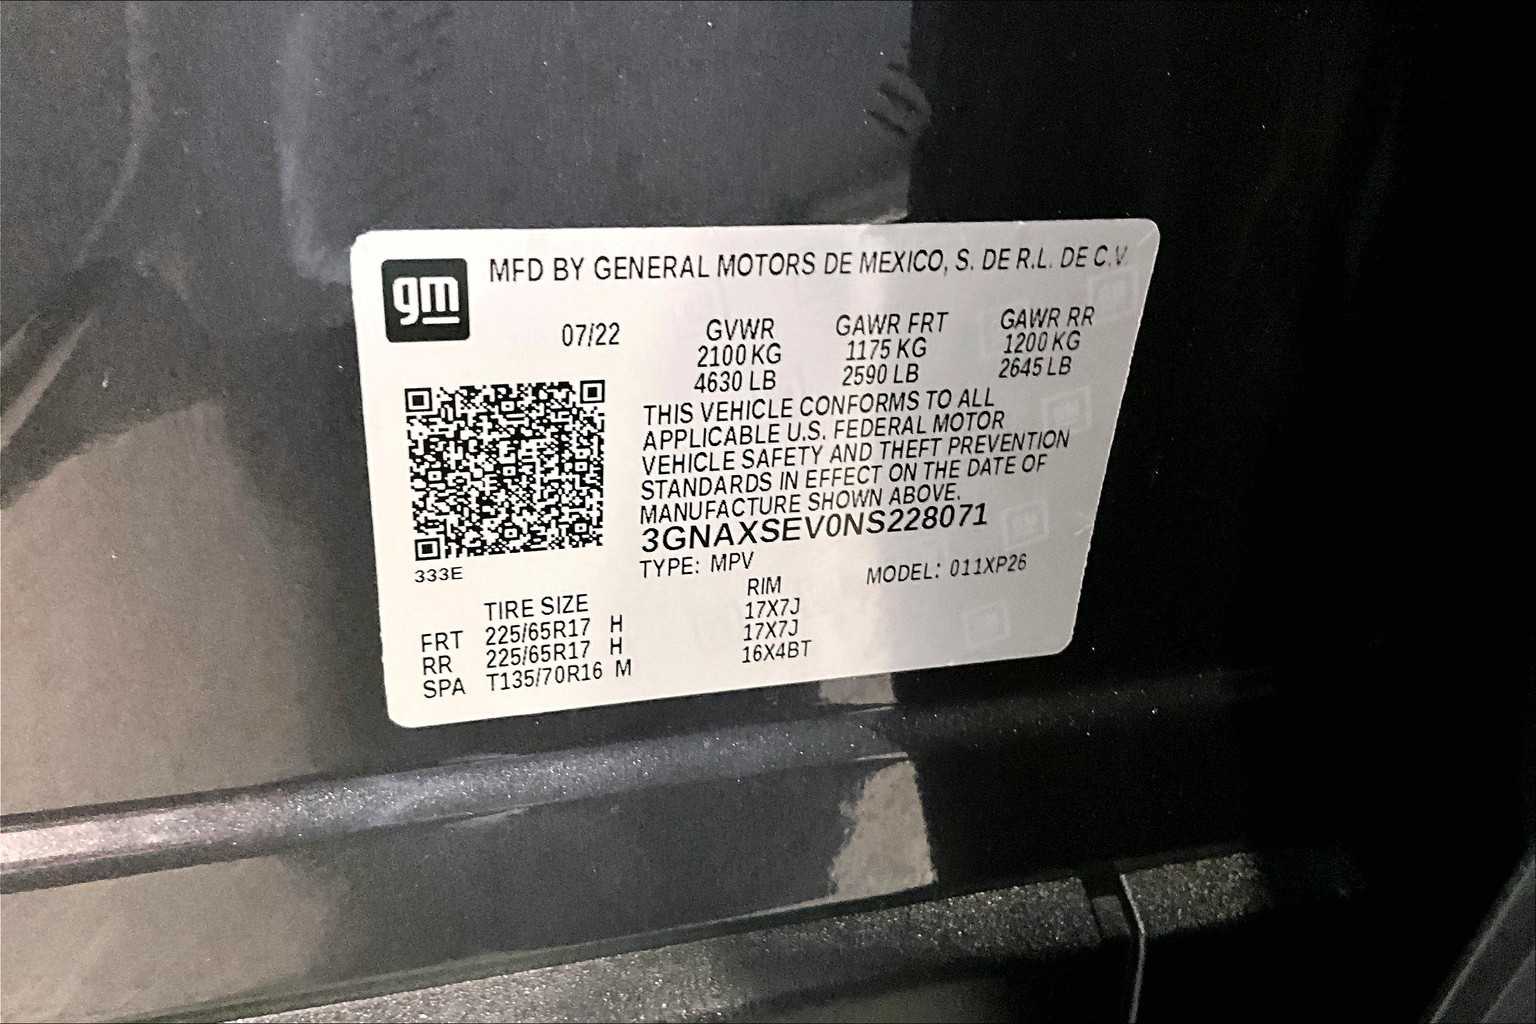 gm
MFD BY GENERAL MOTORS DE MEXICO, S. DE R.L. DE C.V.
07/22
GVWR GAWR FRT GAWR RR
2100 KG 1175 KG 1200 KG
4630 LB 2590 LB 2645 LB
THIS VEHICLE CONFORMS TO ALL
APPLICABLE U.S. FEDERAL MOTOR
VEHICLE SAFETY AND THEFT PREVENTION
STANDARDS IN EFFECT ON THE DATE OF
MANUFACTURE SHOWN ABOVE.
3GNAXSEV0NS228071
333E
TYPE: MPV MODEL: 011XP26
TIRE SIZE RIM
FRT 225/65R17 H 17X7J
RR 225/65R17 H 17X7J
SPA T135/70R16 M 16X4BT